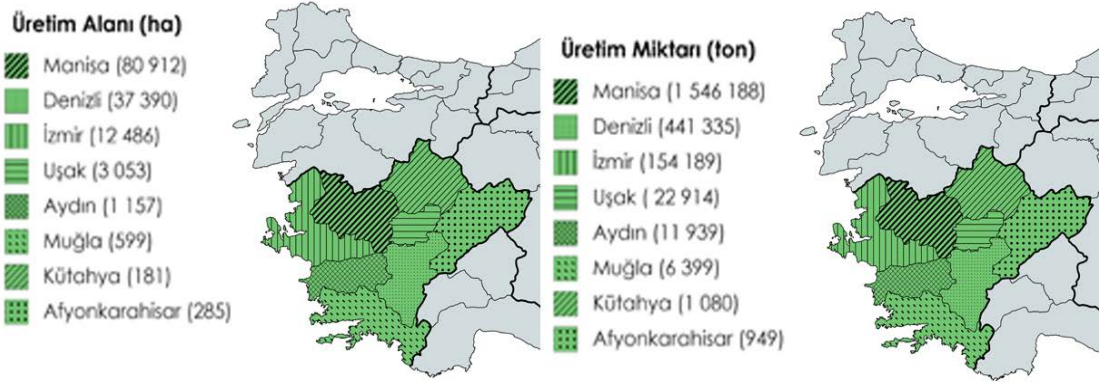 Üretim Alanı (ha)
Manisa (80 912)
Denizli (37 390)
İzmir (12 486)
Uşak (3 053)
Aydın (1 157)
Muğla (599)
Kütahya (181)
Afyonkarahisar (285)
Üretim Miktarı (ton)
Manisa (1 546 188)
Denizli (441 335)
İzmir (154 189)
Uşak ( 22 914)
Aydın (11 939)
Muğla (6 399)
Kütahya (1 080)
Afyonkarahisar (949)